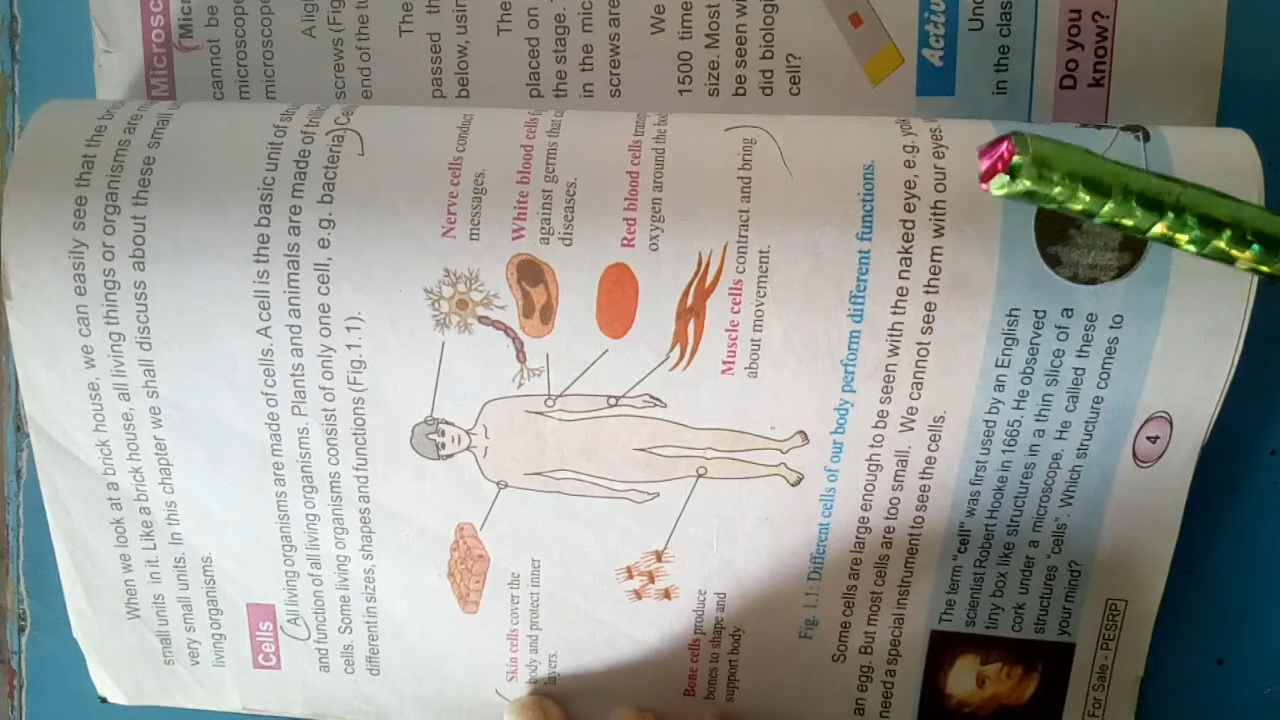 When we look at a brick house, we can easily see that the
small units in it. Like a brick house, all living things or organisms are
very small units. In this chapter we shall discuss about these small
living organisms.
Cells
All living organisms are made of cells. A cell is the basic unit of
and function of all living organisms. Plants and animals are made of
cells. Some living organisms consist of only one cell, e.g. bacteria.
different in sizes, shapes and functions (Fig. 1.1).
Nerve cells conduct
messages.
White blood cells
against germs that
diseases.
Red blood cells
oxygen around the
Muscle cells contract and bring
about movement.
Skin cells cover the
body and protect inner
layers.
Bone cells produce
bones to shape and
support body.
Fig. 1.1: Different cells of our body perform different functions.
Some cells are large enough to be seen with the naked eye, e.g.
an egg. But most cells are too small. We cannot see them with our eyes.
need a special instrument to see the cells.
The term "cell" was first used by an English
scientist Robert Hooke in 1665. He observed
tiny box like structures in a thin slice of a
cork under a microscope. He called these
structures "cells". Which structure comes to
your mind?
For Sale - PESRP
4
Microsc
Micr
cannot be
microscope
microscope
screws (Fig
end of the
The
passed
below, usin
The
placed on
the stage.
in the mic
screws are
We
1500 time
size. Most
be seen
did biologi
cell?
Activ
in the clas
Do you
know?